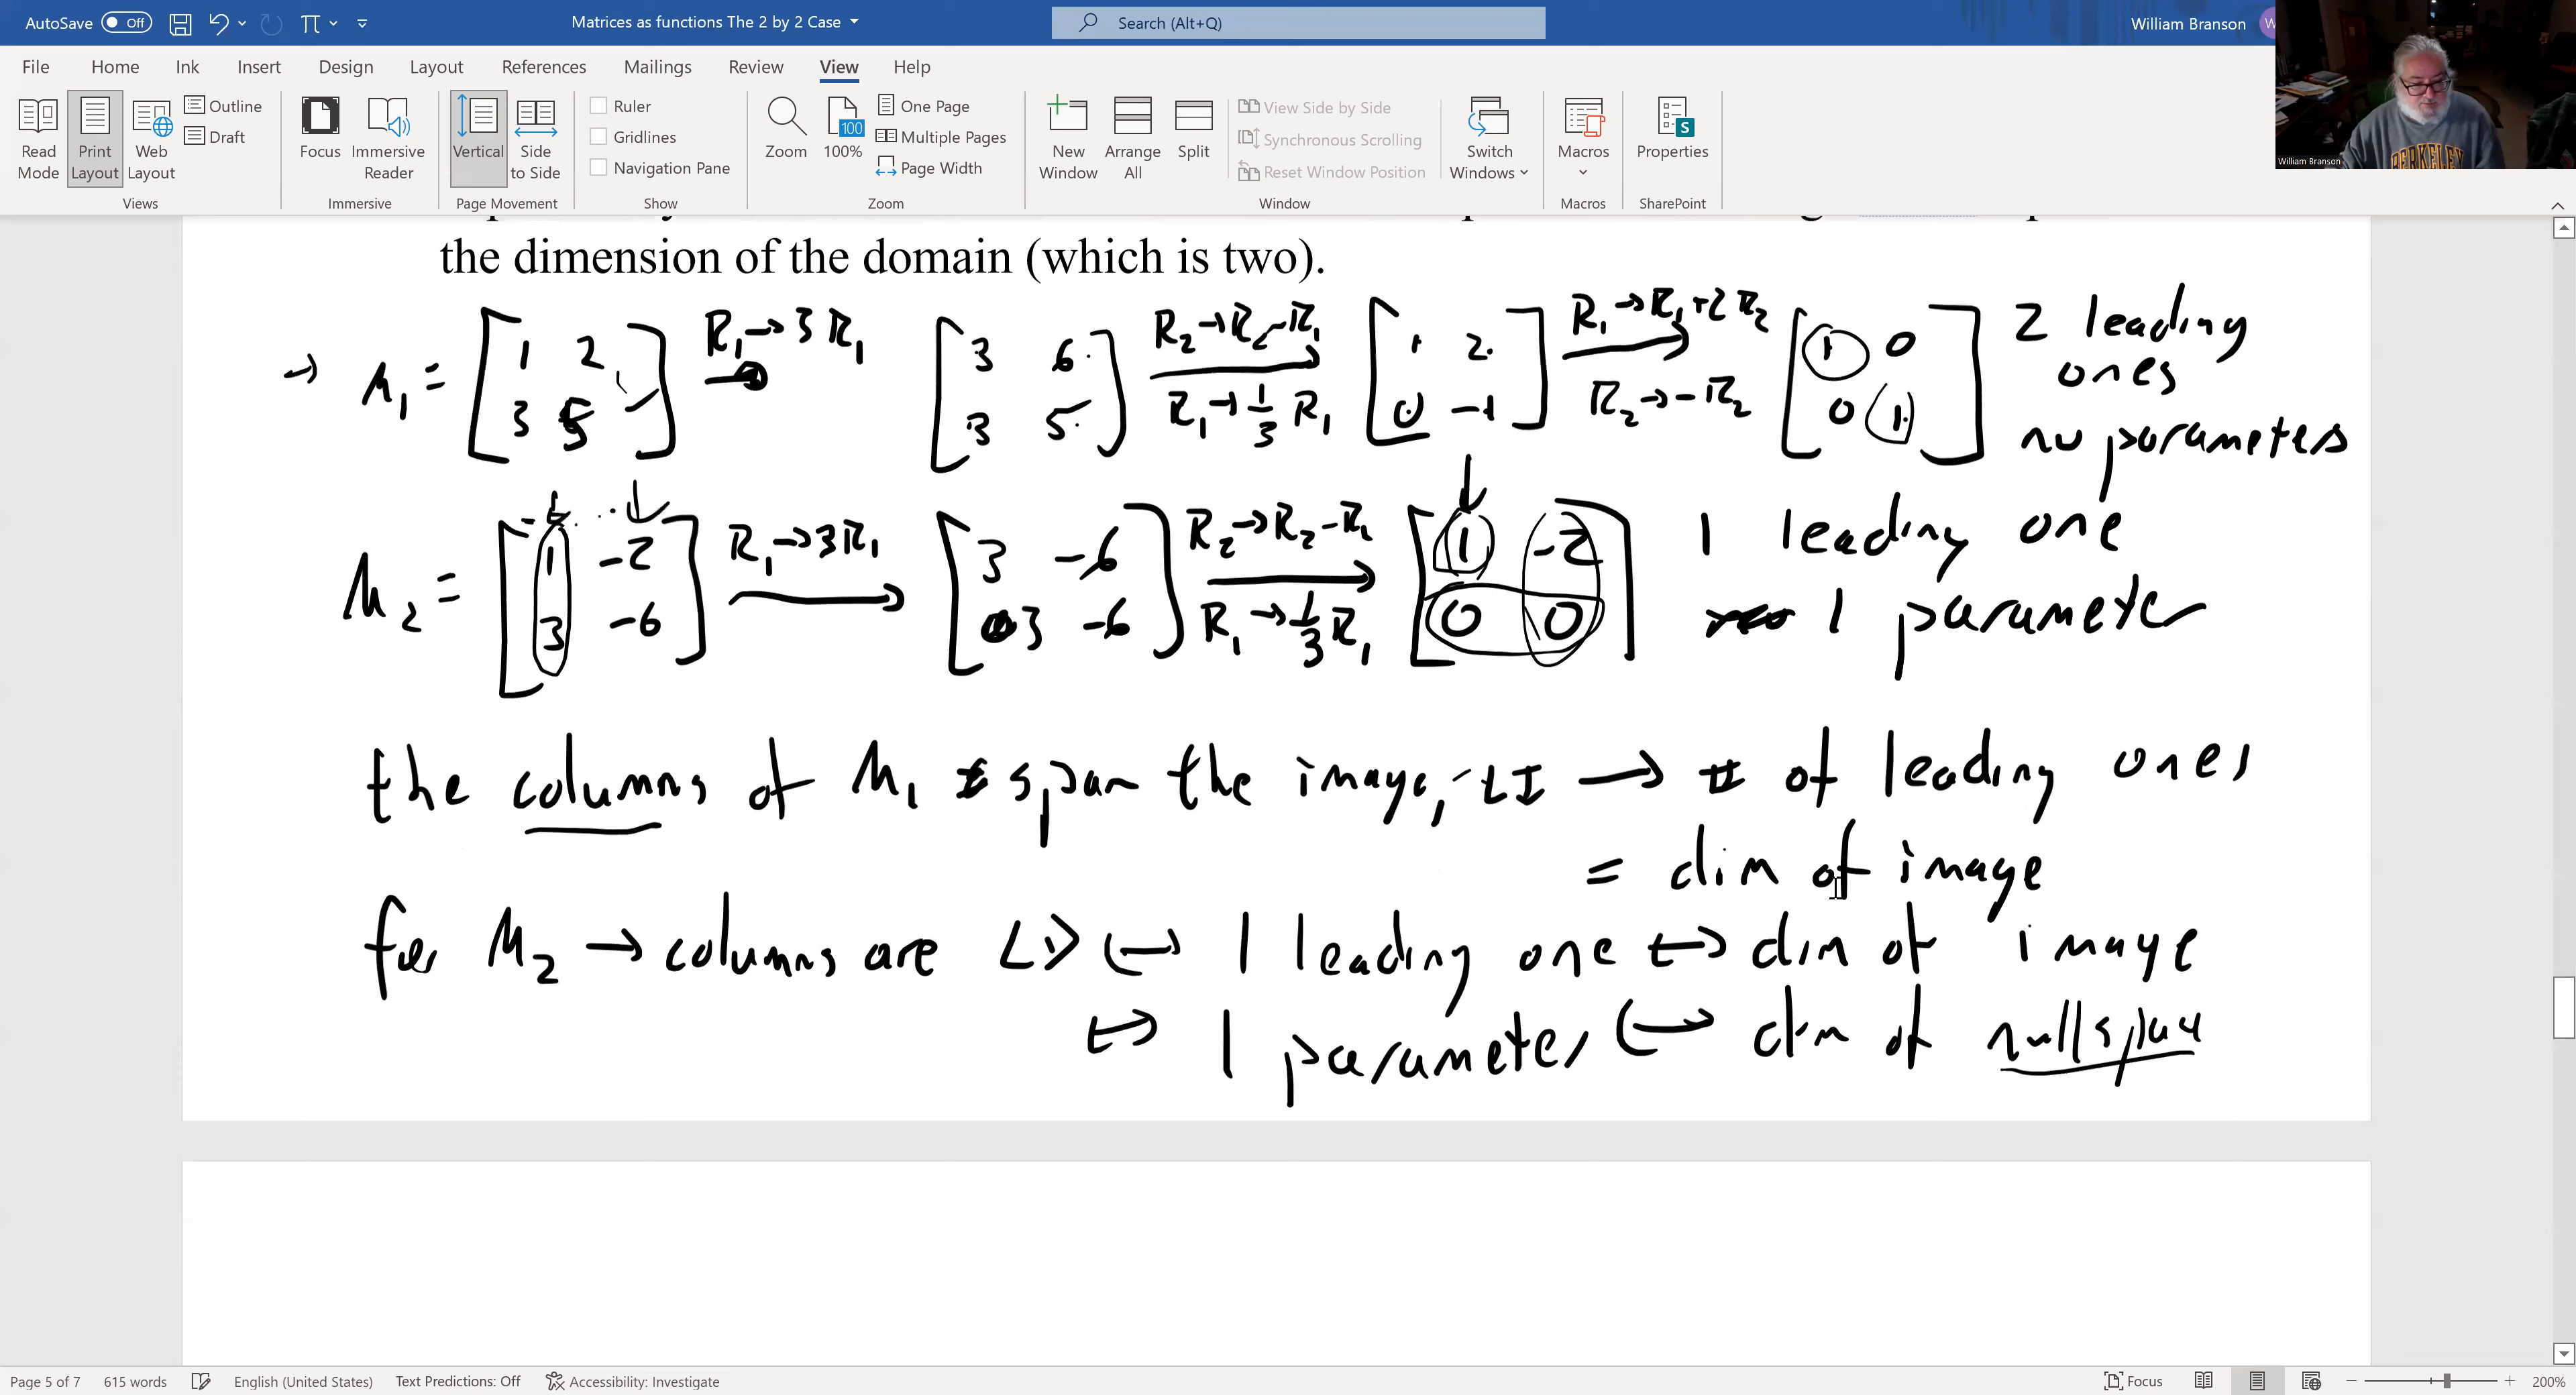 AutoSave Off Matrices as functions The 2 by 2 Case Search (Alt+Q) William Branson
File Home Ink Insert Design Layout References Mailings Review View Help
Read Mode Print Layout Web Layout Outline Draft Focus Immersive Reader Vertical Side to Side Ruler Gridlines Navigation Pane Zoom 100 100% One Page Multiple Pages Page Width New Window Arrange All Split View Side by Side Synchronous Scrolling Reset Window Position Switch Windows Macros S Properties
BERKELEY
William Branson
Views Immersive Page Movement Show Zoom Window Macros SharePoint
the dimension of the domain (which is two).
→ M₁ = [1 2; 3 5] R₁→3R₁ [3 6; 3 5] R₂→R₂-R₁ R₁→1/3 R₁ [1 2; 0 -1] R₁→R₁+2R₂ R₂→-R₂ [1 0; 0 1] 2 leading
ones
no parameters
M₂ = [1 -2; 3 -6] R₁→3R₁ [3 -6; 3 -6] R₂→R₂-R₁ R₁→1/3 R₁ [1 -2; 0 0] 1 leading one
1 parameter
the columns of M₁ span the image, LI → # of leading ones
= dim of image
for M₂ → columns are LD ↔ 1 leading one ↔ dim of image
↔ 1 parameter ↔ dim of nullspace
Page 5 of 7 615 words English (United States) Text Predictions: Off Accessibility: Investigate Focus 200%